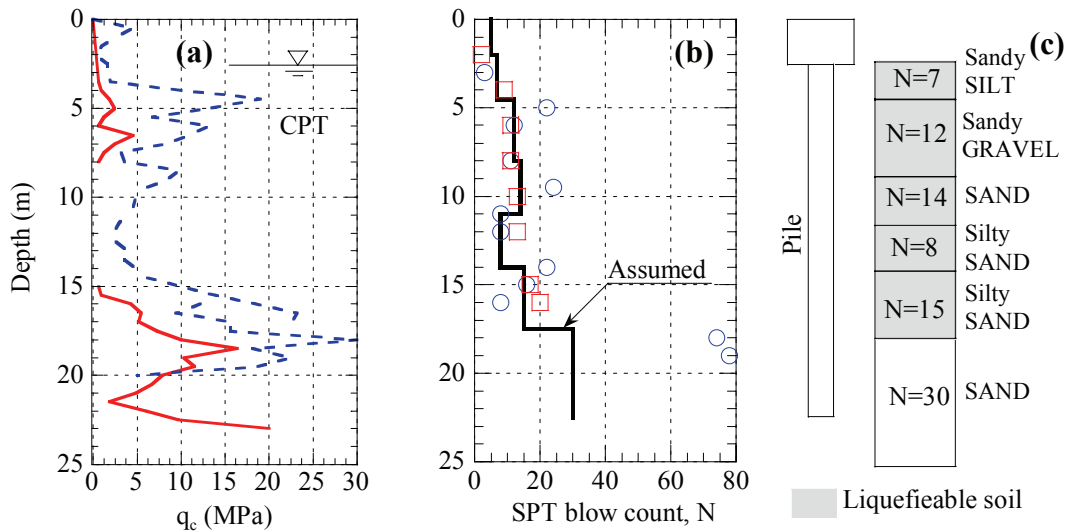 (a)
CPT
0
5
10
15
20
25
Depth (m)
0 5 10 15 20 25 30
q_c (MPa)
(b)
Assumed
0
5
10
15
20
25
0 20 40 60 80
SPT blow count, N
(c)
Pile
N=7
Sandy
SILT
N=12
Sandy
GRAVEL
N=14
SAND
N=8
Silty
SAND
N=15
Silty
SAND
N=30
SAND
Liquefieable soil